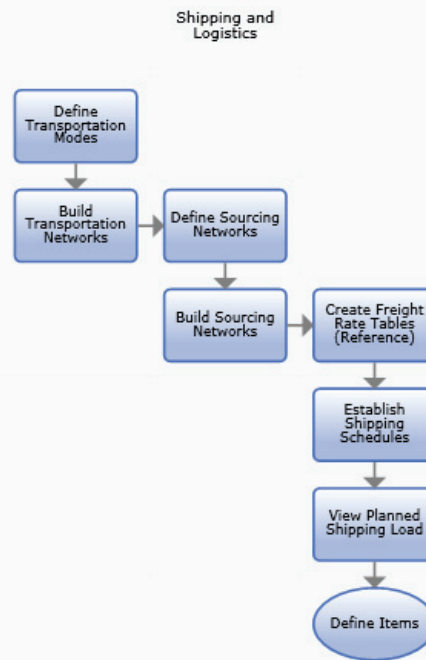 Shipping and
Logistics
Define
Transportation
Modes
Build
Transportation
Networks
Define Sourcing
Networks
Build Sourcing
Networks
Create Freight
Rate Tables
(Reference)
Establish
Shipping
Schedules
View Planned
Shipping Load
Define Items